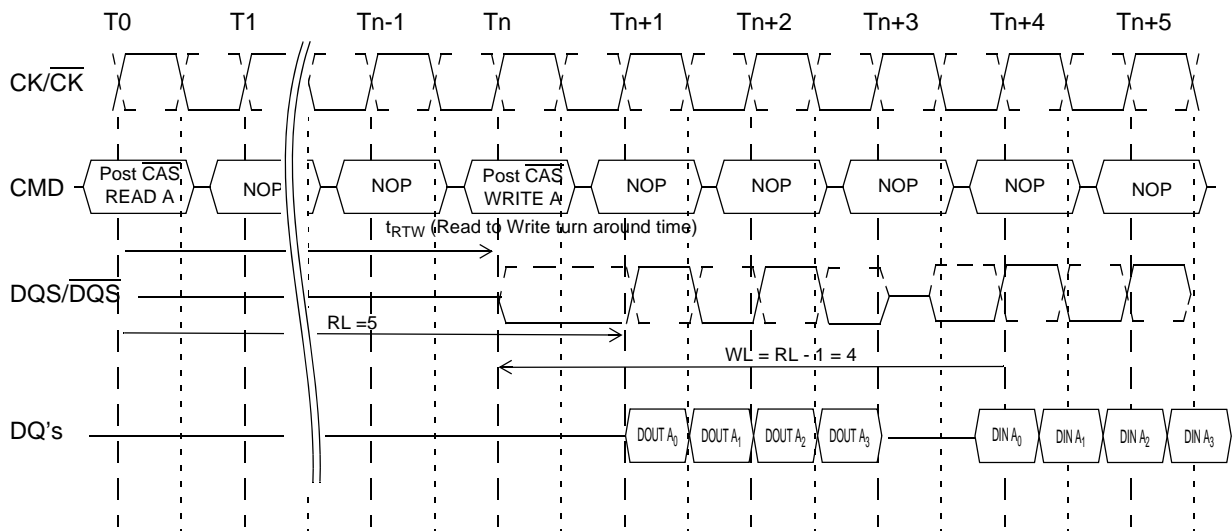 T0 T1 Tn-1 Tn Tn+1 Tn+2 Tn+3 Tn+4 Tn+5
CK/CK
CMD
Post CAS
READ A
NOP
NOP
Post CAS
WRITE A
NOP
NOP
NOP
NOP
NOP
tRTW (Read to Write turn around time)
DQS/DQS
RL =5
WL = RL - 1 = 4
DQ's
DOUT A0 DOUT A1 DOUT A2 DOUT A3 DIN A0 DIN A1 DIN A2 DIN A3